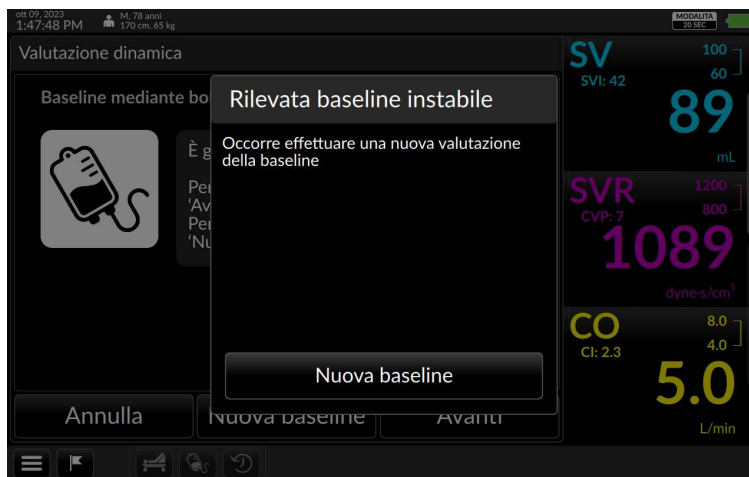 ott 09, 2023
1:47:48 PM
M, 78 anni
170 cm, 65 kg
MODALITÀ
20 SEC
Valutazione dinamica
Baseline mediante bo
È g
Per
'Av
Per
'Nu
Rilevata baseline instabile
Occorre effettuare una nuova valutazione
della baseline
Nuova baseline
Annulla
Nuova baseline
Avanti
SV
SVI: 42
100
60
89
mL
SVR
CVP: 7
1200
800
1089
dyne-s/cm⁵
CO
CI: 2.3
8.0
4.0
5.0
L/min